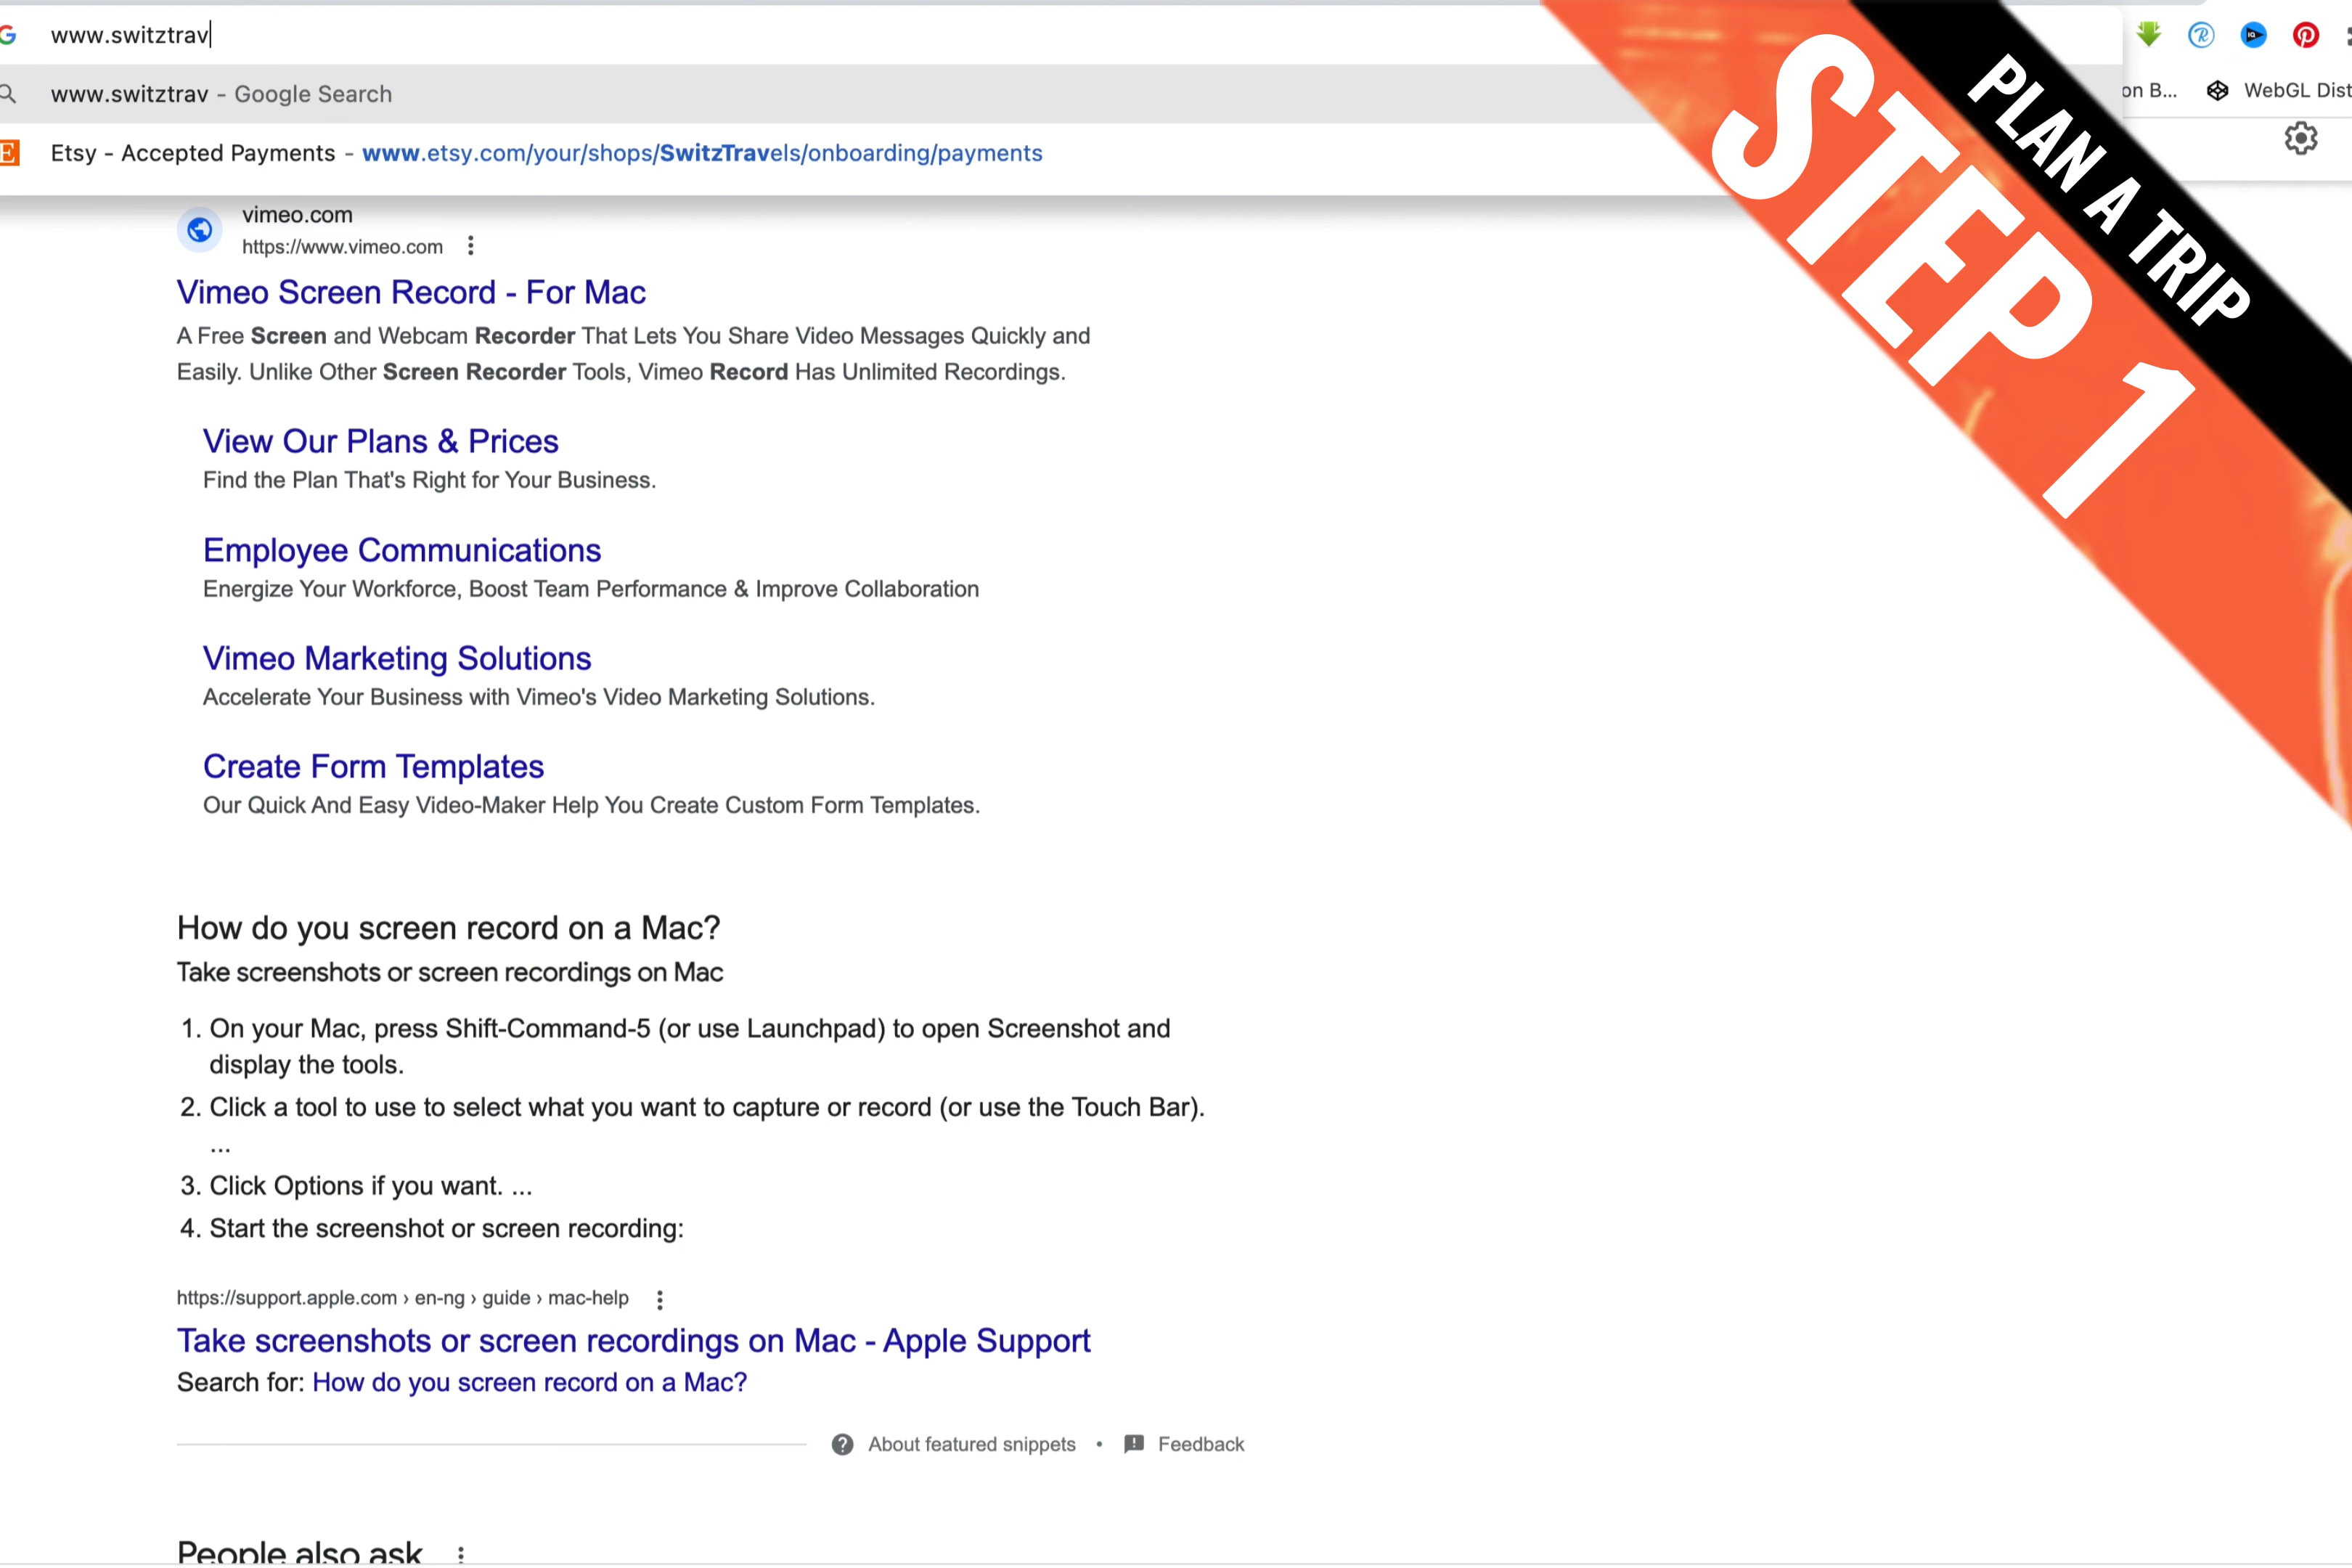 www.switztrav
www.switztrav - Google Search
Etsy - Accepted Payments - www.etsy.com/your/shops/SwitzTravels/onboarding/payments
on B...
WebGL Dist
PLAN A TRIP
STEP 1
vimeo.com
https://www.vimeo.com
Vimeo Screen Record - For Mac
A Free Screen and Webcam Recorder That Lets You Share Video Messages Quickly and
Easily. Unlike Other Screen Recorder Tools, Vimeo Record Has Unlimited Recordings.
View Our Plans & Prices
Find the Plan That's Right for Your Business.
Employee Communications
Energize Your Workforce, Boost Team Performance & Improve Collaboration
Vimeo Marketing Solutions
Accelerate Your Business with Vimeo's Video Marketing Solutions.
Create Form Templates
Our Quick And Easy Video-Maker Help You Create Custom Form Templates.
How do you screen record on a Mac?
Take screenshots or screen recordings on Mac
1. On your Mac, press Shift-Command-5 (or use Launchpad) to open Screenshot and
display the tools.
2. Click a tool to use to select what you want to capture or record (or use the Touch Bar).
...
3. Click Options if you want. ...
4. Start the screenshot or screen recording:
https://support.apple.com › en-ng › guide › mac-help
Take screenshots or screen recordings on Mac - Apple Support
Search for: How do you screen record on a Mac?
About featured snippets • Feedback
People also ask